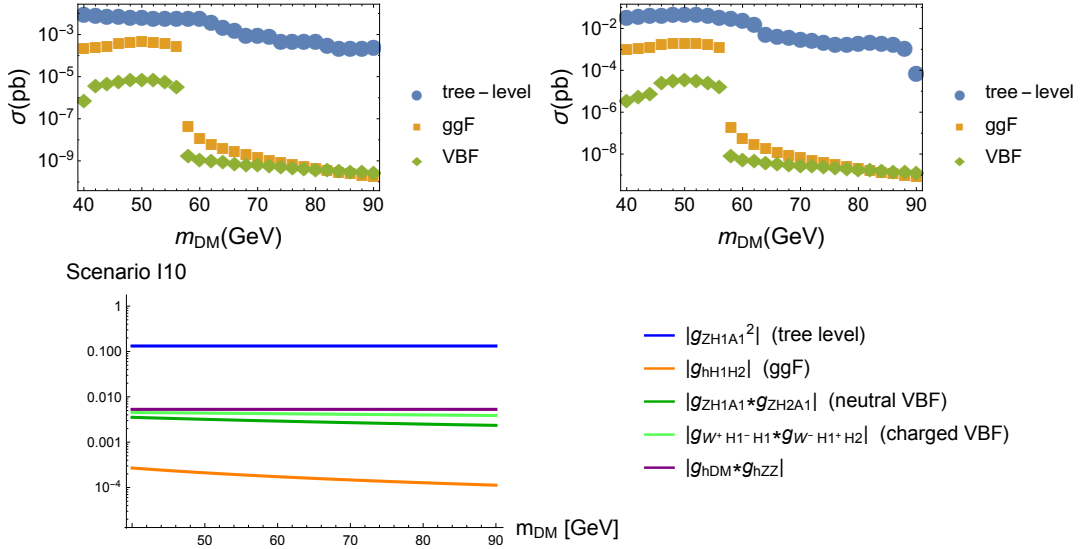 σ(pb)
10⁻³
10⁻⁵
10⁻⁷
10⁻⁹
40 50 60 70 80 90
m_DM(GeV)
tree-level
ggF
VBF
σ(pb)
10⁻²
10⁻⁴
10⁻⁶
10⁻⁸
40 50 60 70 80 90
m_DM(GeV)
tree-level
ggF
VBF
Scenario I10
1
0.100
0.010
0.001
10⁻⁴
50 60 70 80 90
m_DM [GeV]
|g_ZH1A1²| (tree level)
|g_hH1H2| (ggF)
|g_ZH1A1*g_ZH2A1| (neutral VBF)
|g_W⁺H1⁻H1*g_W⁻H1⁺H2| (charged VBF)
|g_hDM*g_hZZ|